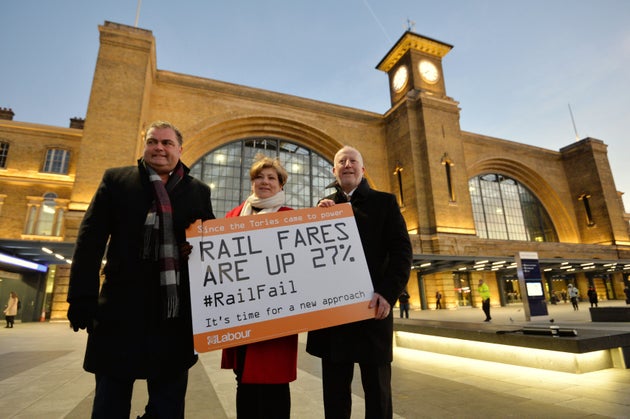 Since the Tories came to power
RAIL FARES
ARE UP 27%
#RailFail
It's time for a new approach
Labour